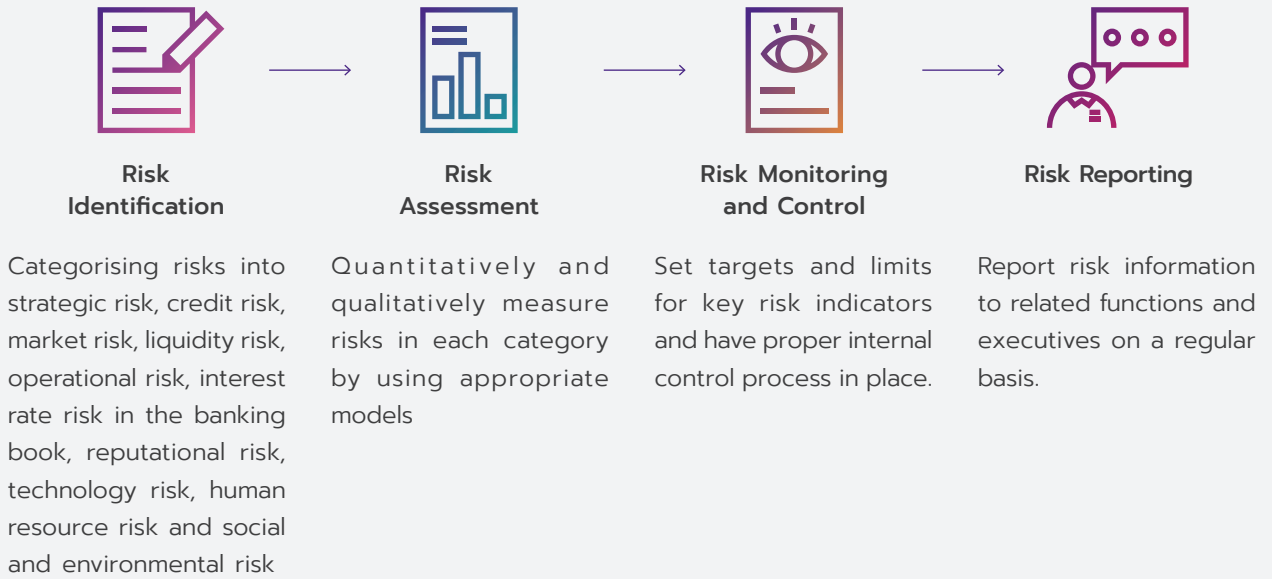 Risk
Identification
Categorising risks into
strategic risk, credit risk,
market risk, liquidity risk,
operational risk, interest
rate risk in the banking
book, reputational risk,
technology risk, human
resource risk and social
and environmental risk
Risk
Assessment
Quantitatively and
qualitatively measure
risks in each category
by using appropriate
models
Risk Monitoring
and Control
Set targets and limits
for key risk indicators
and have proper internal
control process in place.
Risk Reporting
Report risk information
to related functions and
executives on a regular
basis.